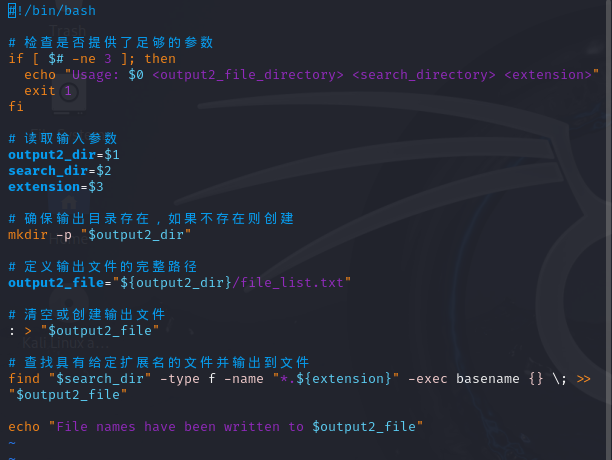 #!/bin/bash
# 检查是否提供了足够的参数
if [ $# -ne 3 ]; then
  echo "Usage: $0 <output2_file_directory> <search_directory> <extension>"
  exit 1
fi
# 读取输入参数
output2_dir=$1
search_dir=$2
extension=$3
# 确保输出目录存在，如果不存在则创建
mkdir -p "$output2_dir"
# 定义输出文件的完整路径
output2_file="${output2_dir}/file_list.txt"
# 清空或创建输出文件
: > "$output2_file"
# 查找具有给定扩展名的文件并输出到文件
find "$search_dir" -type f -name "*.${extension}" -exec basename {} \; >>
"$output2_file"
echo "File names have been written to $output2_file"
~
~
Trash
Home
Kali Linux a...